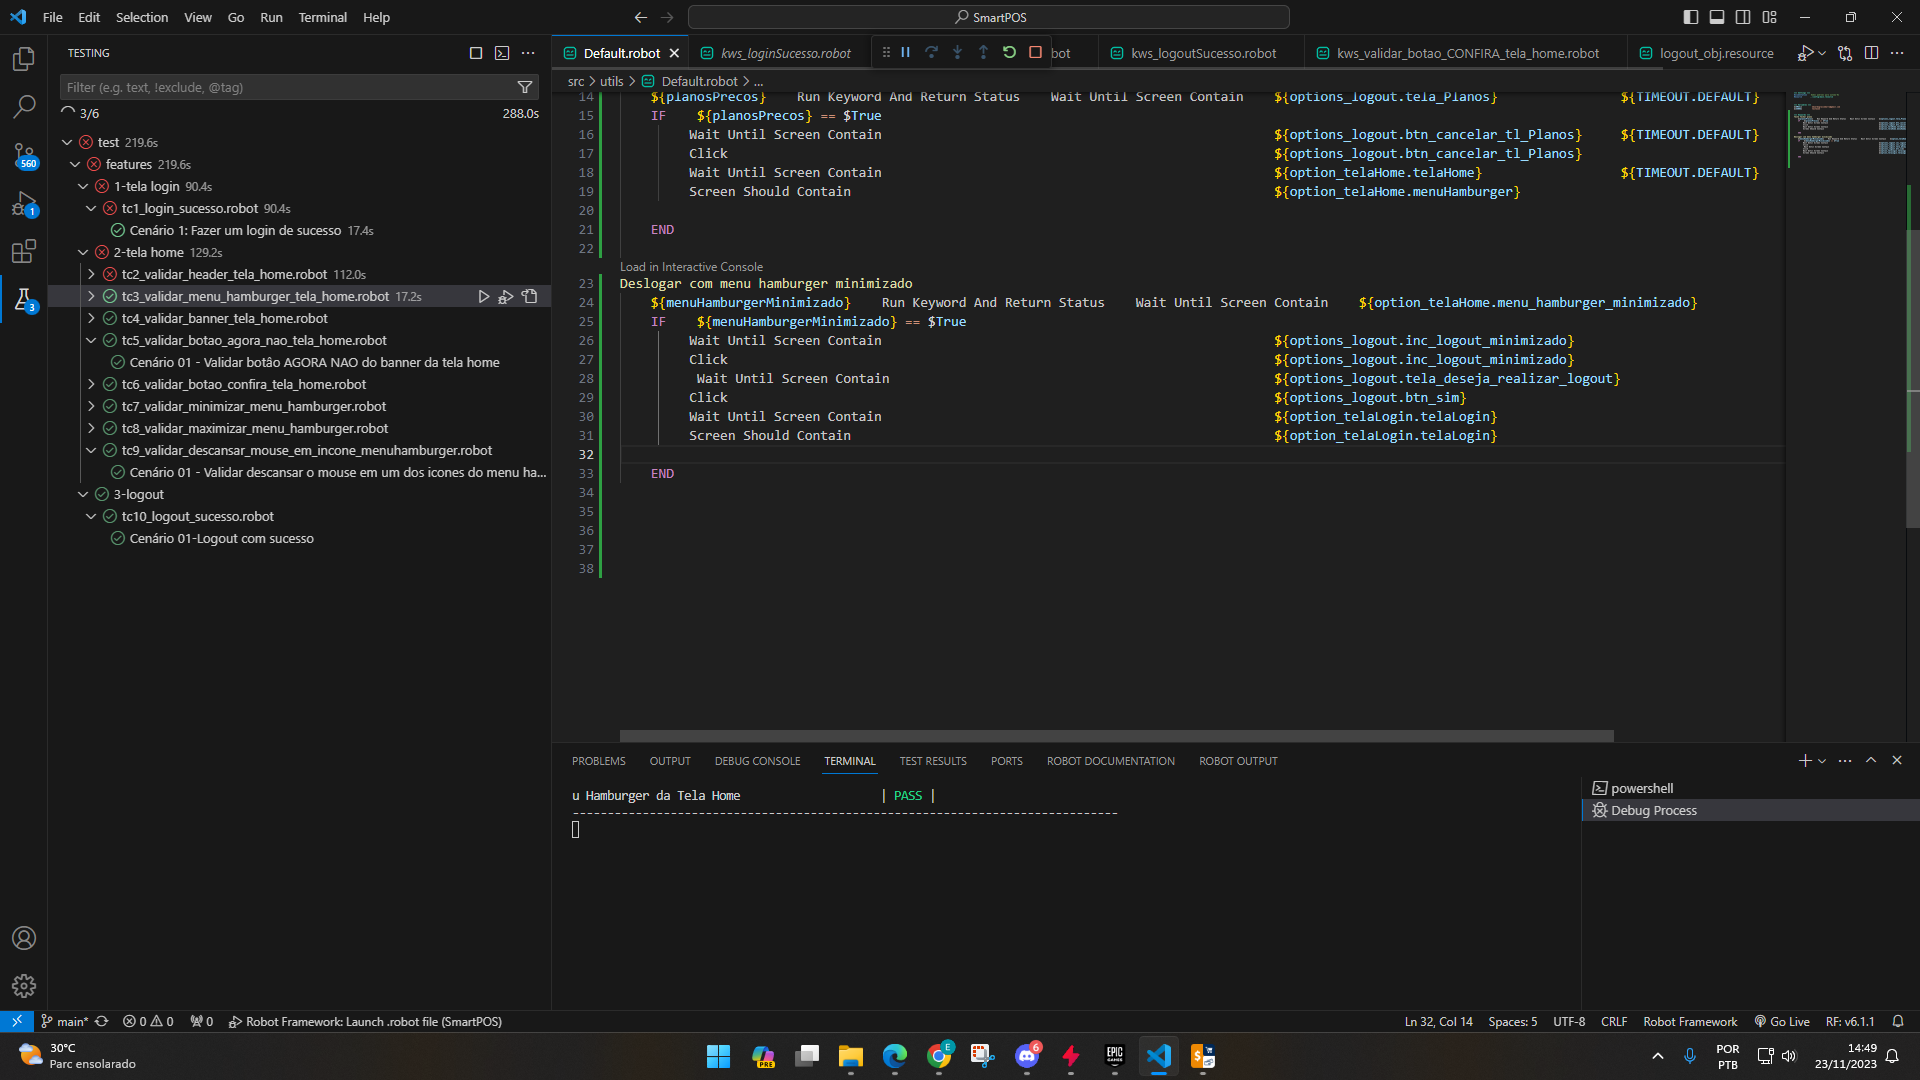 File Edit Selection View Go Run Terminal Help
SmartPOS
TESTING
Filter (e.g. text, !exclude, @tag)
3/6 288.0s
test 219.6s
features 219.6s
1-tela login 90.4s
tc1_login_sucesso.robot 90.4s
Cenário 1: Fazer um login de sucesso 17.4s
2-tela home 129.2s
tc2_validar_header_tela_home.robot 112.0s
tc3_validar_menu_hamburger_tela_home.robot 17.2s
tc4_validar_banner_tela_home.robot
tc5_validar_botao_agora_nao_tela_home.robot
Cenário 01 - Validar botão AGORA NAO do banner da tela home
tc6_validar_botao_confira_tela_home.robot
tc7_validar_minimizar_menu_hamburger.robot
tc8_validar_maximizar_menu_hamburger.robot
tc9_validar_descansar_mouse_em_incone_menuhamburger.robot
Cenário 01 - Validar descansar o mouse em um dos icones do menu ha...
3-logout
tc10_logout_sucesso.robot
Cenário 01-Logout com sucesso
560
1
3
Default.robot kws_loginSucesso.robot bot kws_logoutSucesso.robot kws_validar_botao_CONFIRA_tela_home.robot logout_obj.resource
src > utils > Default.robot > ...
14 ${planosPrecos} Run Keyword And Return Status Wait Until Screen Contain ${options_logout.tela_Planos} ${TIMEOUT.DEFAULT}
15 IF ${planosPrecos} == $True
16 Wait Until Screen Contain ${options_logout.btn_cancelar_tl_Planos} ${TIMEOUT.DEFAULT}
17 Click ${options_logout.btn_cancelar_tl_Planos}
18 Wait Until Screen Contain ${option_telaHome.telaHome} ${TIMEOUT.DEFAULT}
19 Screen Should Contain ${option_telaHome.menuHamburger}
20
21 END
22
Load in Interactive Console
23 Deslogar com menu hamburger minimizado
24 ${menuHamburgerMinimizado} Run Keyword And Return Status Wait Until Screen Contain ${option_telaHome.menu_hamburger_minimizado}
25 IF ${menuHamburgerMinimizado} == $True
26 Wait Until Screen Contain ${options_logout.inc_logout_minimizado}
27 Click ${options_logout.inc_logout_minimizado}
28 Wait Until Screen Contain ${options_logout.tela_deseja_realizar_logout}
29 Click ${options_logout.btn_sim}
30 Wait Until Screen Contain ${option_telaLogin.telaLogin}
31 Screen Should Contain ${option_telaLogin.telaLogin}
32
33 END
34
35
36
37
38
PROBLEMS OUTPUT DEBUG CONSOLE TERMINAL TEST RESULTS PORTS ROBOT DOCUMENTATION ROBOT OUTPUT
u Hamburger da Tela Home | PASS |
------------------------------------------------------------------------------
powershell
Debug Process
main* 0 0 0 Robot Framework: Launch .robot file (SmartPOS) Ln 32, Col 14 Spaces: 5 UTF-8 CRLF Robot Framework Go Live RF: v6.1.1
30°C
Parc ensolarado
PRE
E
6
EPIC GAMES
POR
PTB
14:49
23/11/2023